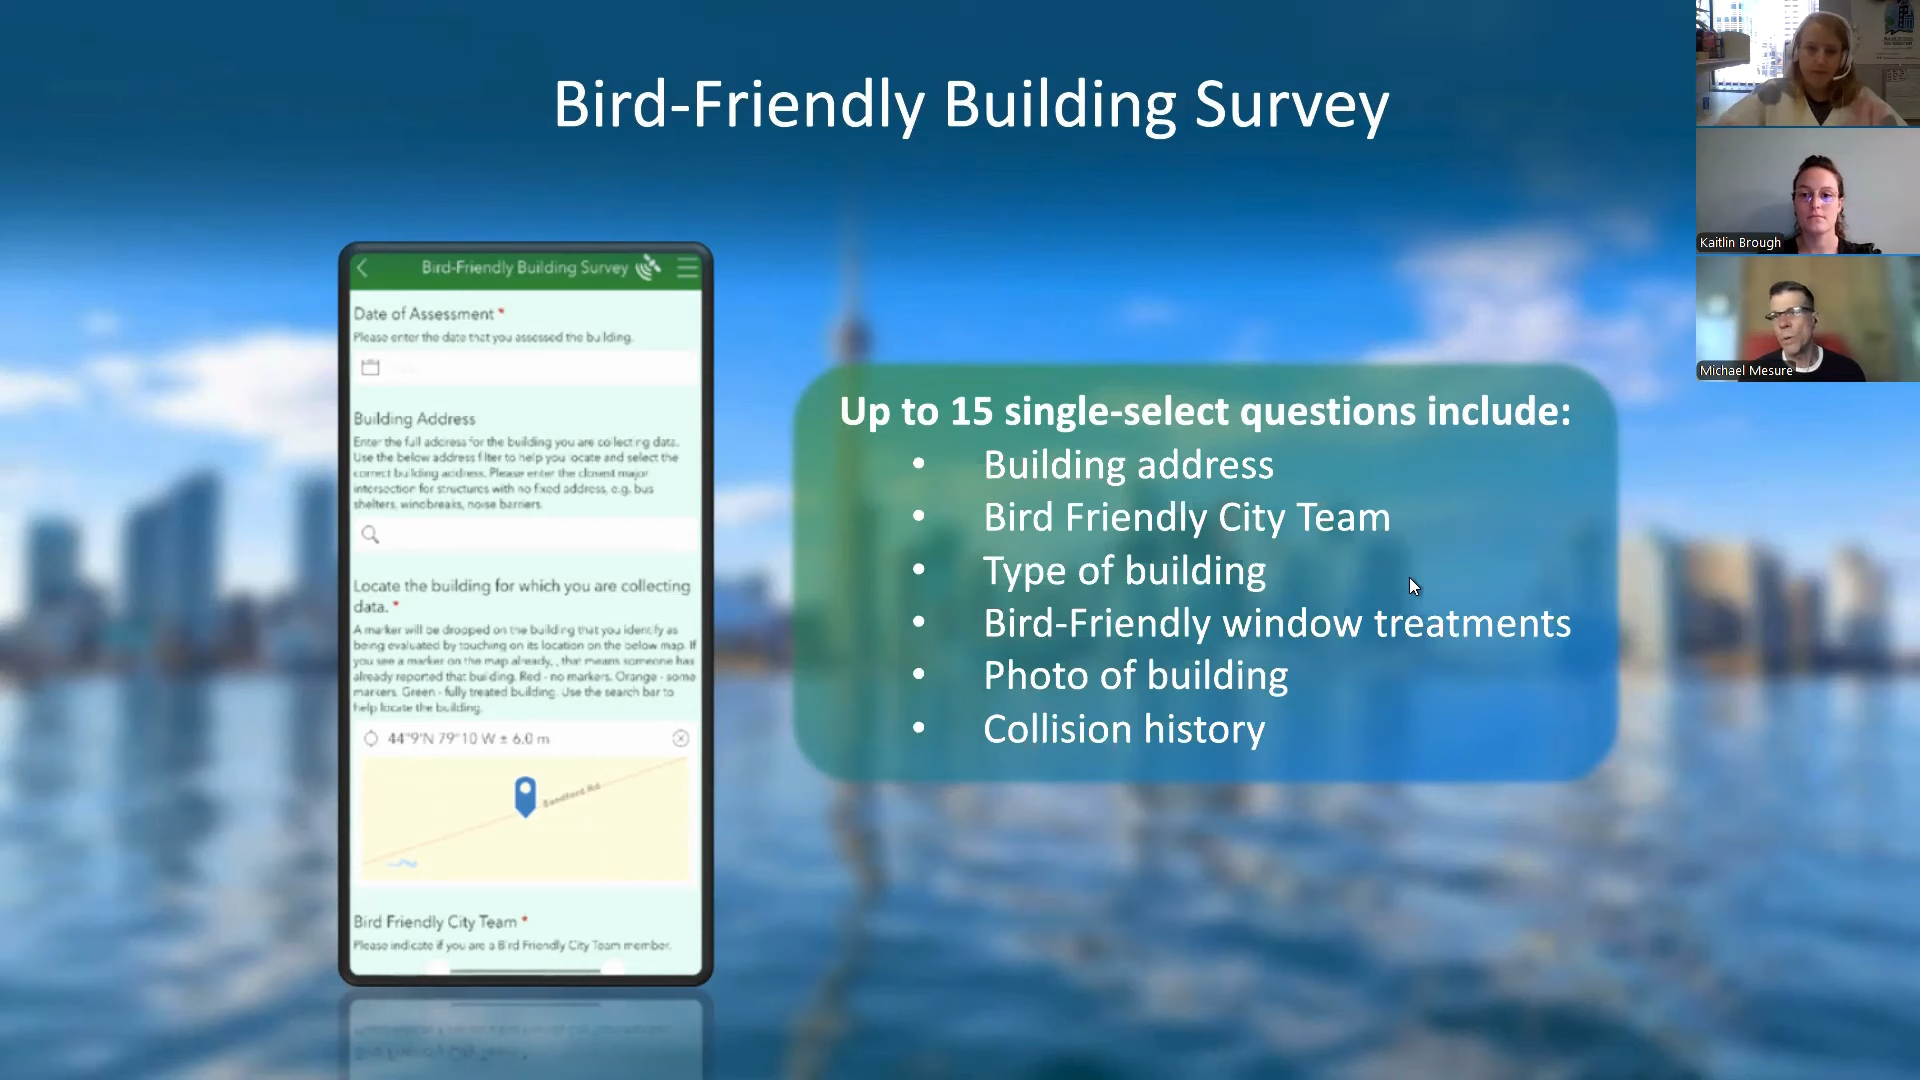 Bird-Friendly Building Survey
Bird-Friendly Building Survey
Date of Assessment *
Please enter the date that you assessed the building.
Building Address
Enter the full address for the building you are collecting data.
Use the below address filter to help you locate and select the
correct building address. Please enter the closest major
intersection for structures with no fixed address, e.g. bus
shelters, windbreaks, noise barriers.
Locate the building for which you are collecting
data. *
A marker will be dropped on the building that you identify as
being evaluated by touching on its location on the below map. If
you see a marker on the map already, , that means someone has
already reported that building. Red - no markers. Orange - some
markers. Green - fully treated building. Use the search bar to
help locate the building.
44°9'N 79°10'W ± 6.0 m
Sandford Rd
Bird Friendly City Team *
Please indicate if you are a Bird Friendly City Team member.
Up to 15 single-select questions include:
• Building address
• Bird Friendly City Team
• Type of building
• Bird-Friendly window treatments
• Photo of building
• Collision history
Kaitlin Brough
Michael Mesure